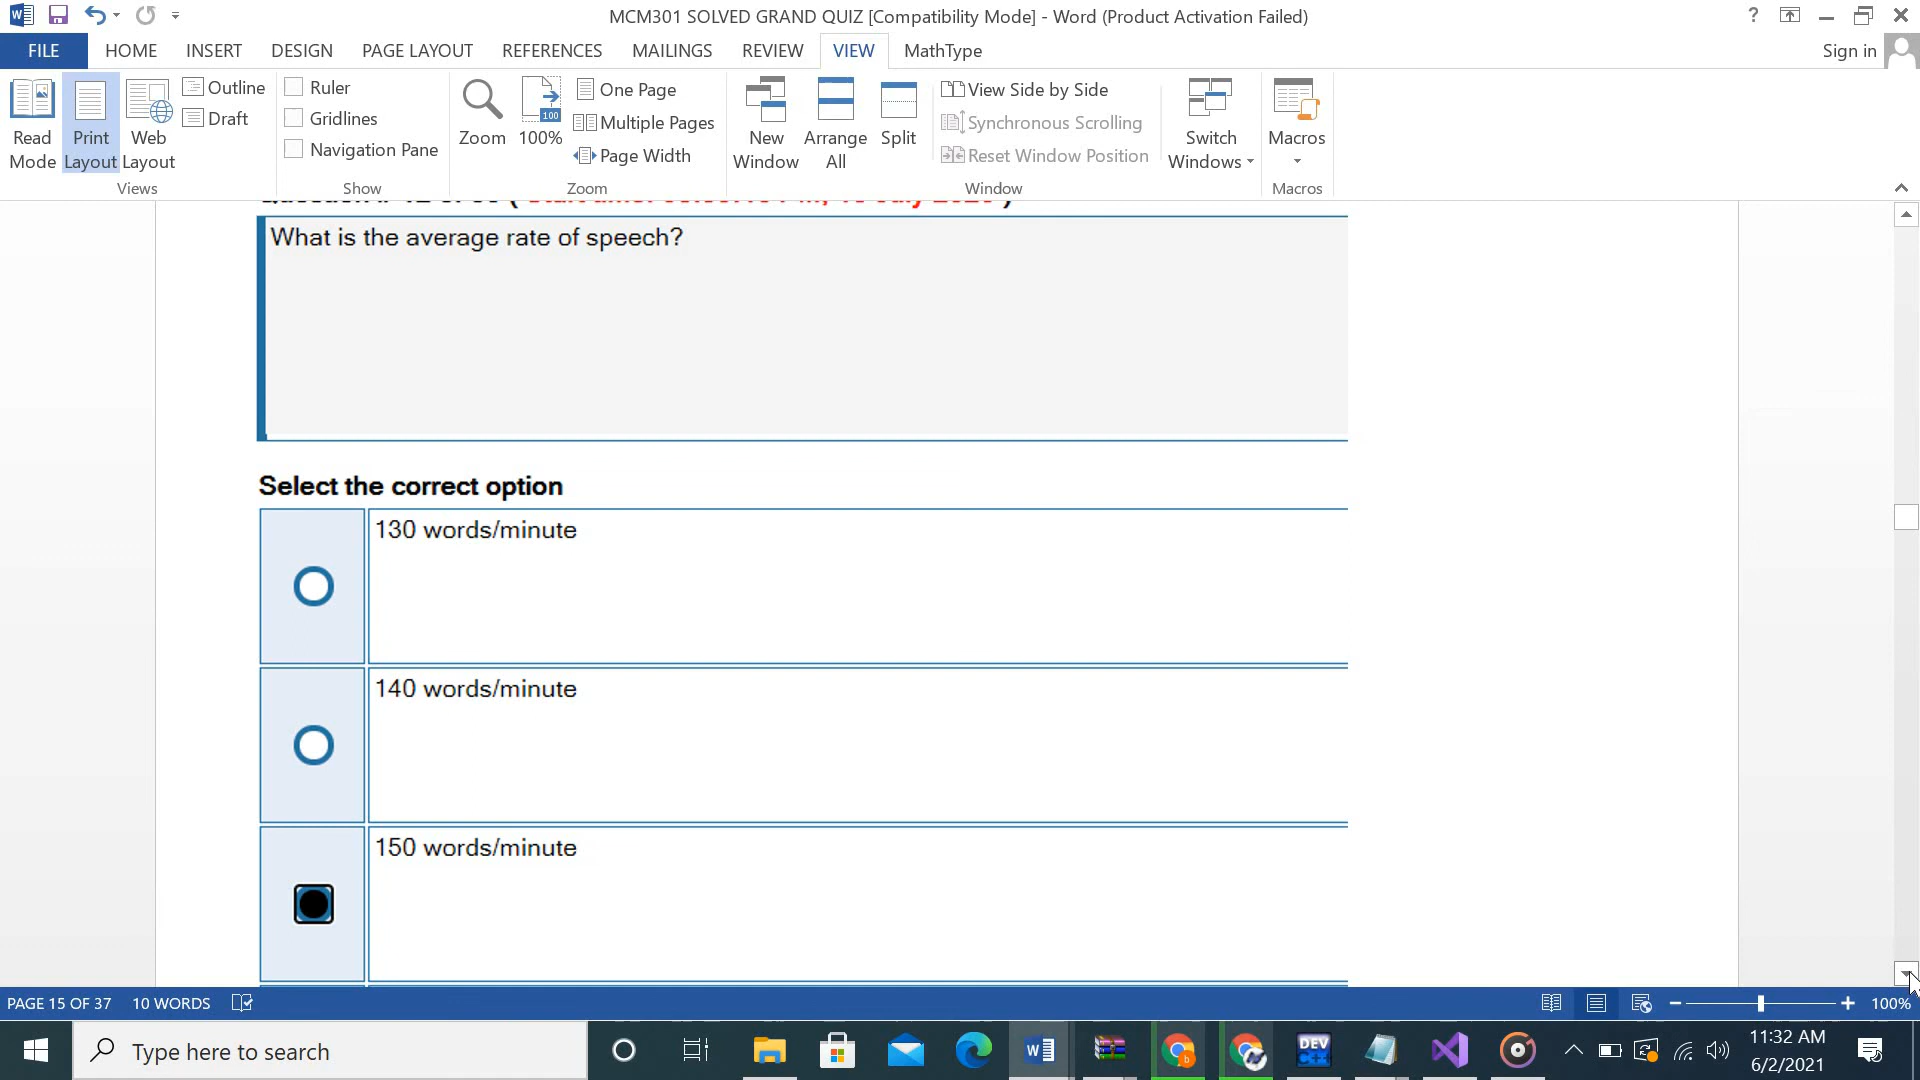 MCM301 SOLVED GRAND QUIZ [Compatibility Mode] - Word (Product Activation Failed)
?
FILE HOME INSERT DESIGN PAGE LAYOUT REFERENCES MAILINGS REVIEW VIEW MathType Sign in
Read Mode
Print Layout
Web Layout
Outline
Draft
Views
Ruler
Gridlines
Navigation Pane
Show
Zoom
100
100%
One Page
Multiple Pages
Page Width
Zoom
New Window
Arrange All
Split
View Side by Side
Synchronous Scrolling
Reset Window Position
Window
Switch Windows
Macros
Macros
What is the average rate of speech?
Select the correct option
130 words/minute
140 words/minute
150 words/minute
PAGE 15 OF 37 10 WORDS 100%
Type here to search
DEV C++
11:32 AM
6/2/2021